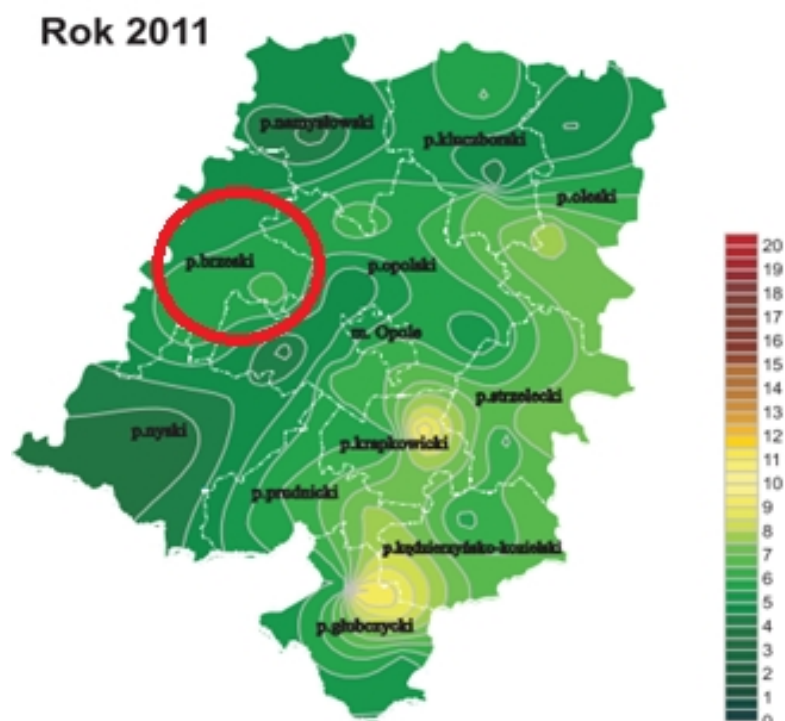 Rok 2011
p.namysłowski
p.kluczborski
p.oleski
p.brzeski
p.opolski
m. Opole
p.strzelecki
p.nyski
p.krapkowicki
p.prudnicki
p.kędzierzyńsko-kozielski
p.głubczycki
20
19
18
17
16
15
14
13
12
11
10
9
8
7
6
5
4
3
2
1
0